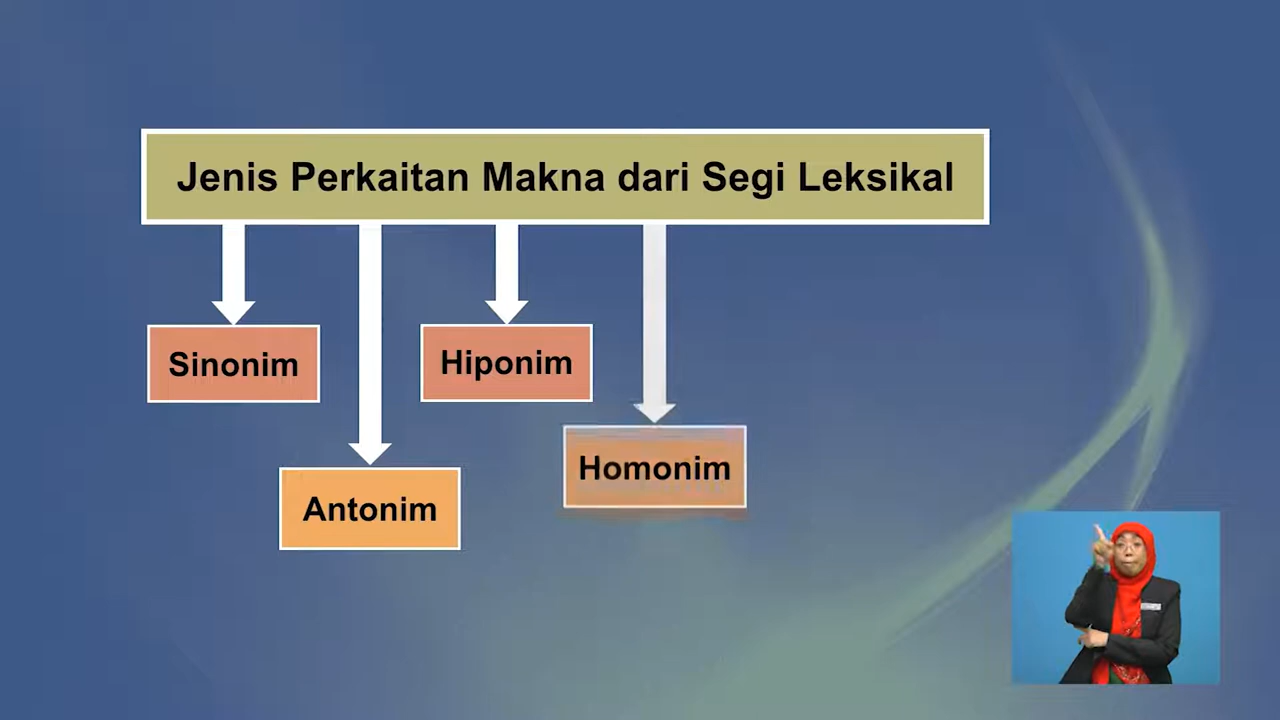 Jenis Perkaitan Makna dari Segi Leksikal
Sinonim
Hiponim
Homonim
Antonim